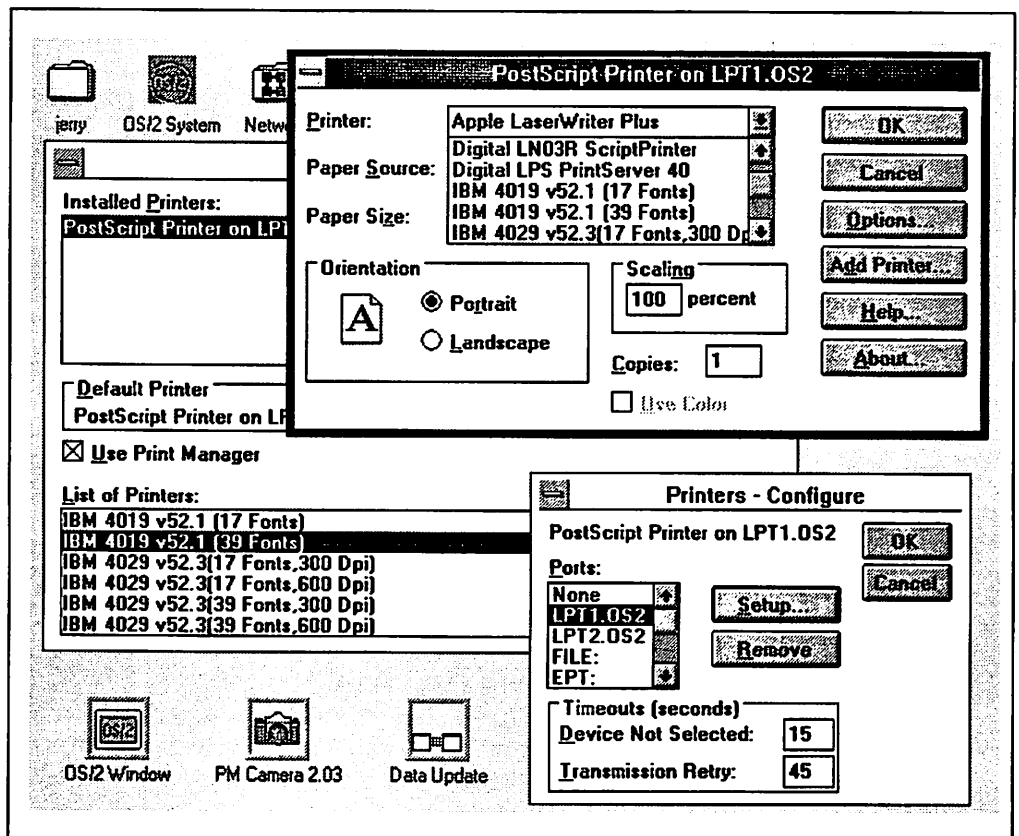 jerry
OS/2 System
PostScript Printer on LPT1.OS2
Printer:
Apple LaserWriter Plus
Digital LN03R ScriptPrinter
Digital LPS PrintServer 40
IBM 4019 v52.1 (17 Fonts)
IBM 4019 v52.1 (39 Fonts)
IBM 4029 v52.3(17 Fonts,300 D
Paper Source:
Paper Size:
Orientation
A
Portrait
Landscape
Scaling
100 percent
Copies: 1
Use Color
OK
Cancel
Options...
Add Printer...
Help...
About...
Installed Printers:
PostScript Printer on LPT
Default Printer
PostScript Printer on LP
Use Print Manager
List of Printers:
IBM 4019 v52.1 (17 Fonts)
IBM 4019 v52.1 (39 Fonts)
IBM 4029 v52.3(17 Fonts,300 Dpi)
IBM 4029 v52.3(17 Fonts,600 Dpi)
IBM 4029 v52.3(39 Fonts,300 Dpi)
IBM 4029 v52.3(39 Fonts,600 Dpi)
Printers - Configure
PostScript Printer on LPT1.OS2
Ports:
None
LPT1.OS2
LPT2.OS2
FILE:
EPT:
OK
Cancel
Setup...
Remove
Timeouts (seconds)
Device Not Selected: 15
Transmission Retry: 45
OS/2
OS/2 Window
PM Camera 2.03
Data Update